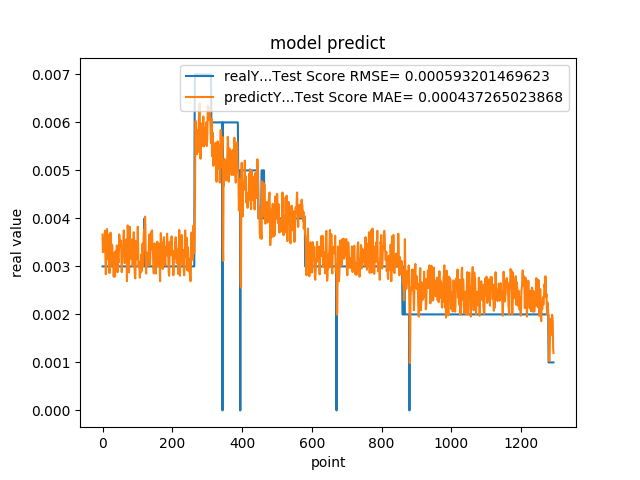 model predict
realY...Test Score RMSE= 0.000593201469623
predictY...Test Score MAE= 0.000437265023868
real value
0.007
0.006
0.005
0.004
0.003
0.002
0.001
0.000
0 200 400 600 800 1000 1200
point